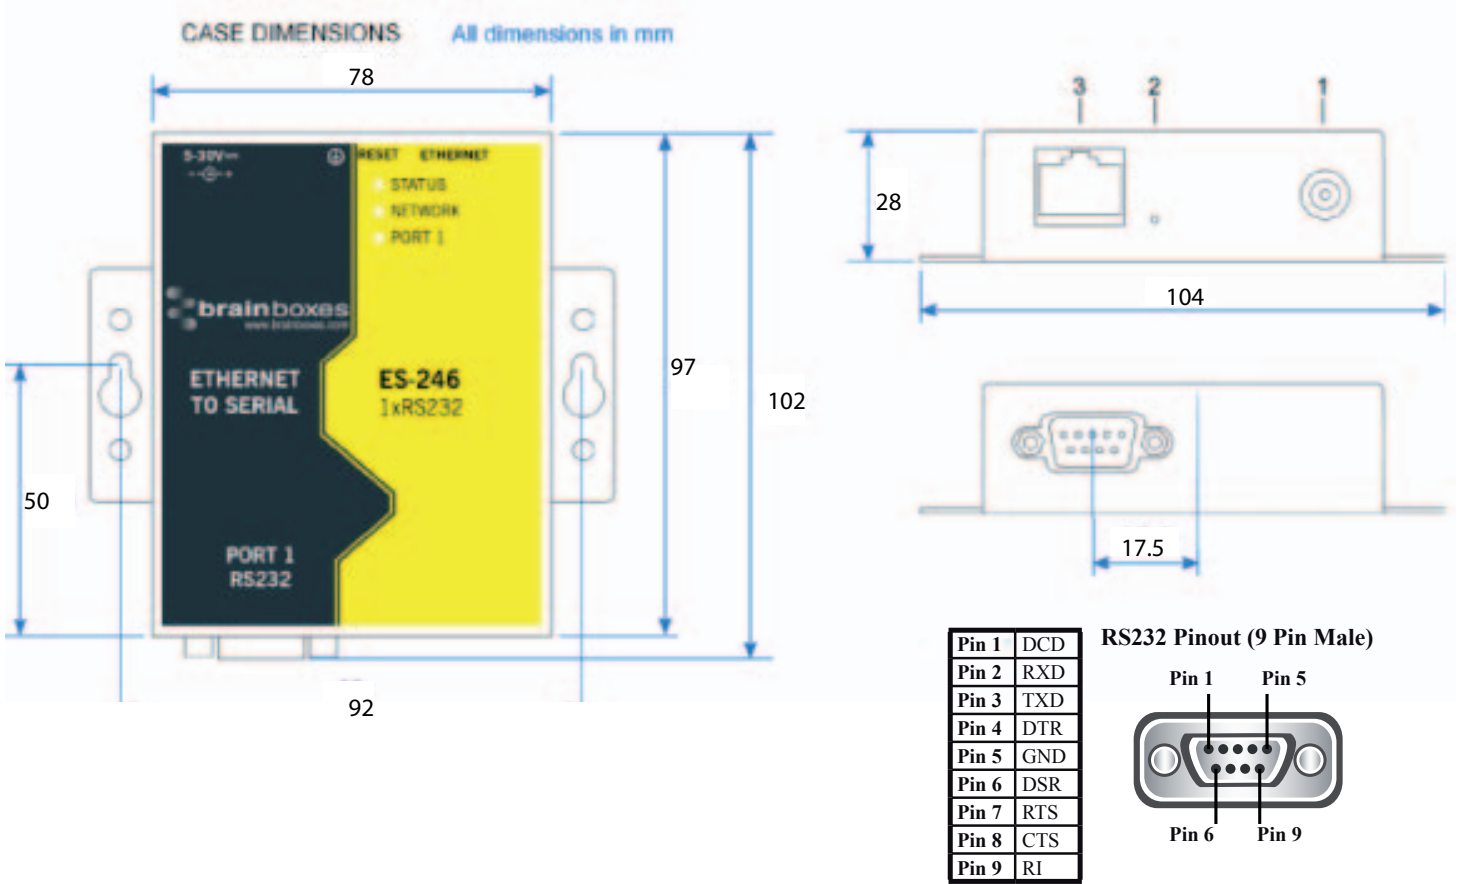 CASE DIMENSIONS All dimensions in mm
78
5-30V
RESET ETHERNET
STATUS
NETWORK
PORT 1
brainboxes
www.brainboxes.com
ETHERNET
TO SERIAL
ES-246
1xRS232
PORT 1
RS232
50
97
102
92
3 2 1
28
104
17.5
Pin 1 DCD
Pin 2 RXD
Pin 3 TXD
Pin 4 DTR
Pin 5 GND
Pin 6 DSR
Pin 7 RTS
Pin 8 CTS
Pin 9 RI
RS232 Pinout (9 Pin Male)
Pin 1 Pin 5
Pin 6 Pin 9